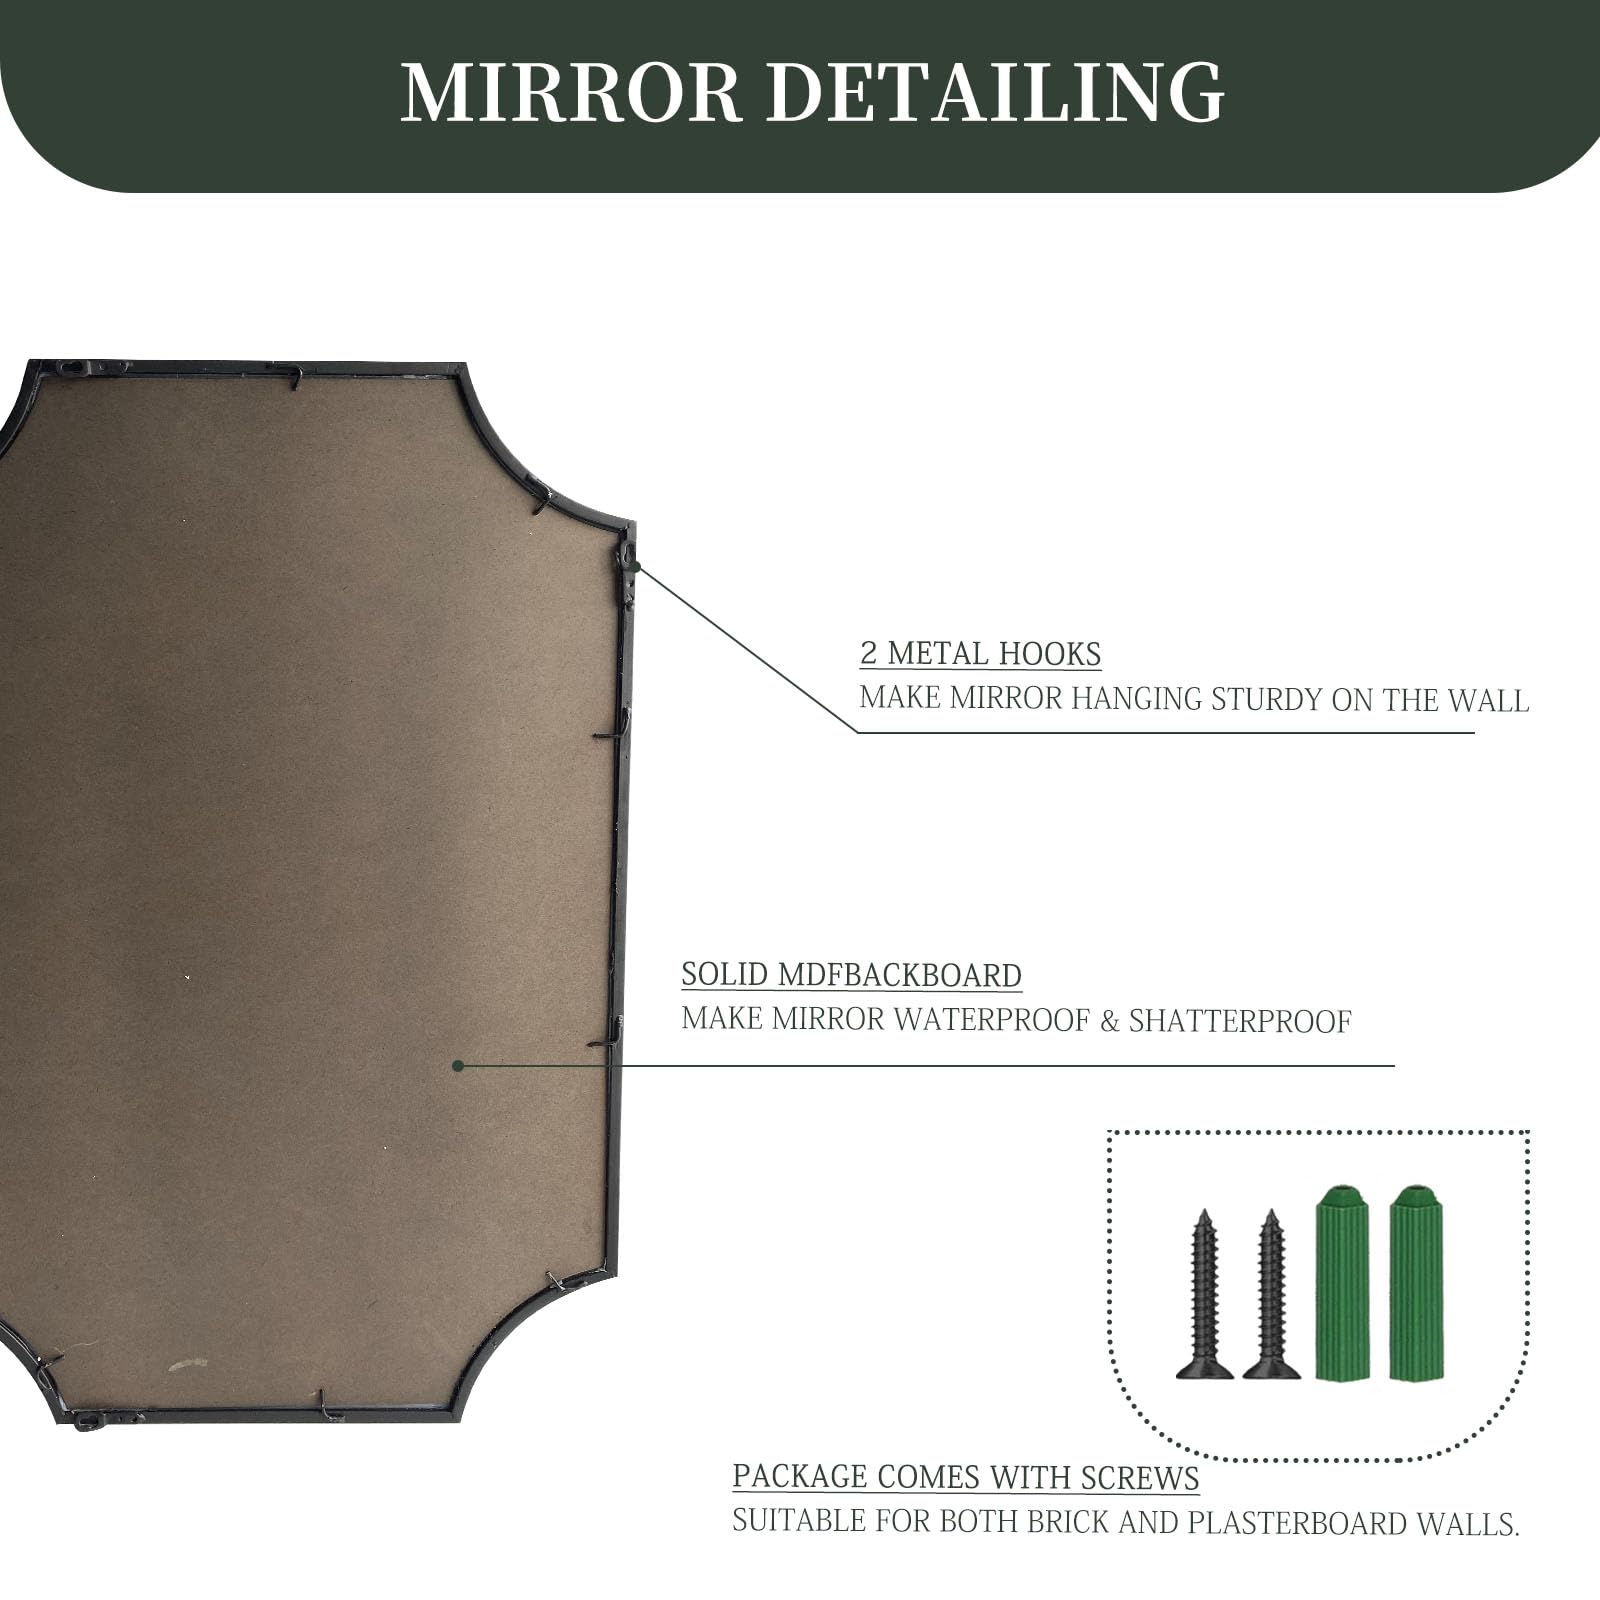 MIRROR DETAILING
2 METAL HOOKS
MAKE MIRROR HANGING STURDY ON THE WALL
SOLID MDFBACKBOARD
MAKE MIRROR WATERPROOF & SHATTERPROOF
PACKAGE COMES WITH SCREWS
SUITABLE FOR BOTH BRICK AND PLASTERBOARD WALLS.